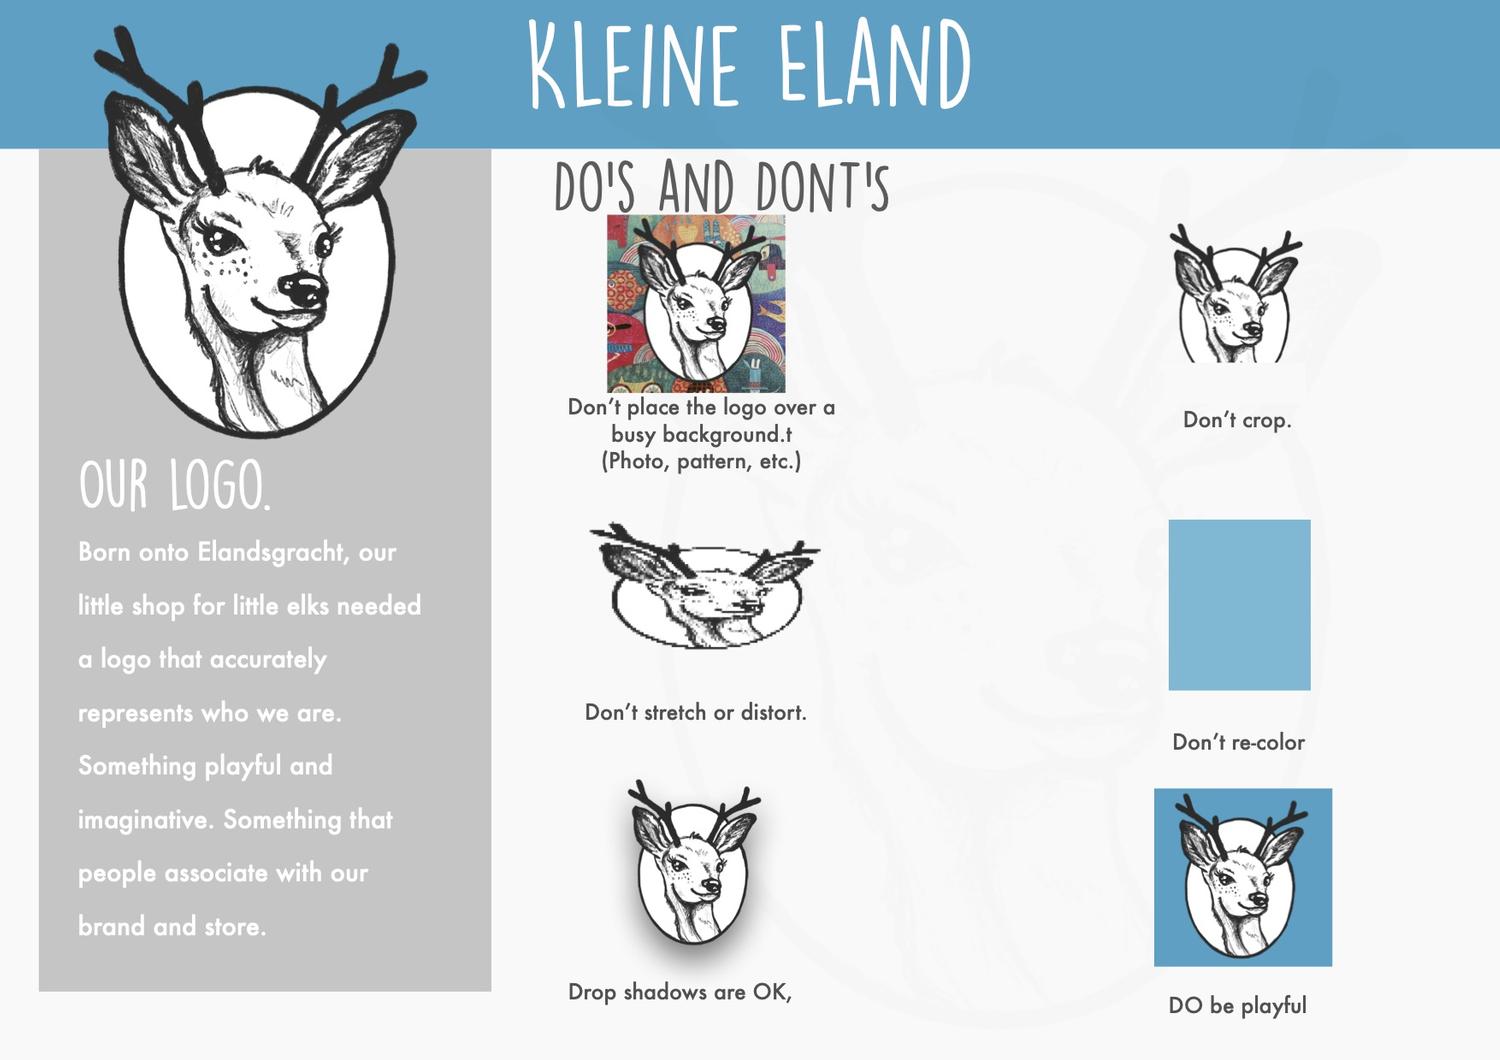 KLEINE ELAND
OUR LOGO.
Born onto Elandsgracht, our
little shop for little elks needed
a logo that accurately
represents who we are.
Something playful and
imaginative. Something that
people associate with our
brand and store.
DO'S AND DONT'S
Don’t place the logo over a
busy background.t
(Photo, pattern, etc.)
Don’t crop.
Don’t stretch or distort.
Don’t re-color
Drop shadows are OK,
DO be playful